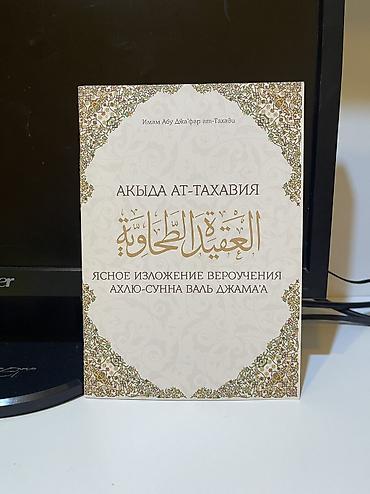 Имам Абу Джа'фар ат-Тахави
АКЫДА АТ-ТАХАВИЯ
العقيدة الطحاوية
ЯСНОЕ ИЗЛОЖЕНИЕ ВЕРОУЧЕНИЯ
АХЛЮ-СУННА ВАЛЬ ДЖАМА'А